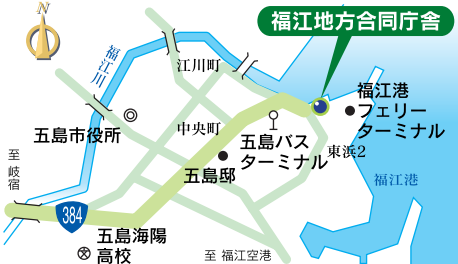 N
福江地方合同庁舎
福江川
江川町
福江港
フェリー
ターミナル
五島市役所
中央町
五島バス
ターミナル
東浜2
至 岐宿
五島邸
福江港
384
五島海陽
高校
至 福江空港